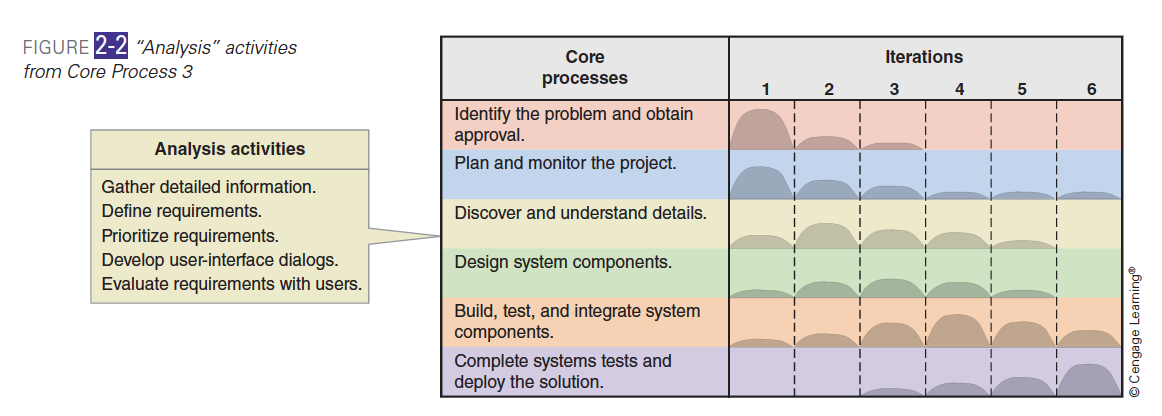 FIGURE 2-2 “Analysis” activities
from Core Process 3
Analysis activities
Gather detailed information.
Define requirements.
Prioritize requirements.
Develop user-interface dialogs.
Evaluate requirements with users.
Core
processes
Iterations
1 2 3 4 5 6
Identify the problem and obtain
approval.
Plan and monitor the project.
Discover and understand details.
Design system components.
Build, test, and integrate system
components.
Complete systems tests and
deploy the solution.
© Cengage Learning®